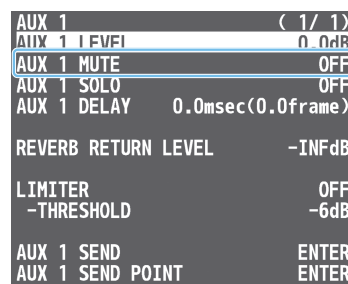 AUX 1 ( 1/ 1)
AUX 1 LEVEL 0.0dB
AUX 1 MUTE OFF
AUX 1 SOLO OFF
AUX 1 DELAY 0.0msec(0.0frame)
REVERB RETURN LEVEL -INFdB
LIMITER OFF
-THRESHOLD -6dB
AUX 1 SEND ENTER
AUX 1 SEND POINT ENTER